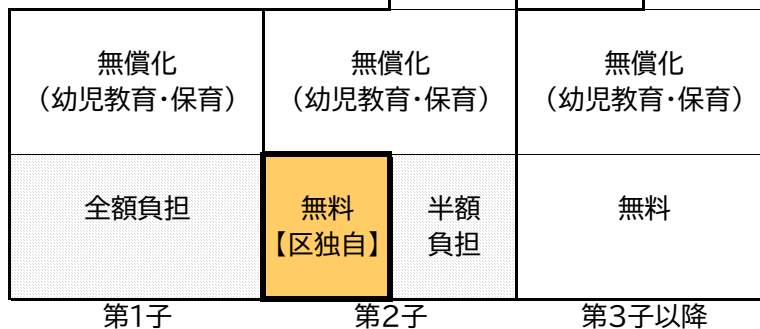 無償化
（幼児教育・保育）
無償化
（幼児教育・保育）
無償化
（幼児教育・保育）
全額負担
無料
【区独自】
半額
負担
無料
第1子
第2子
第3子以降